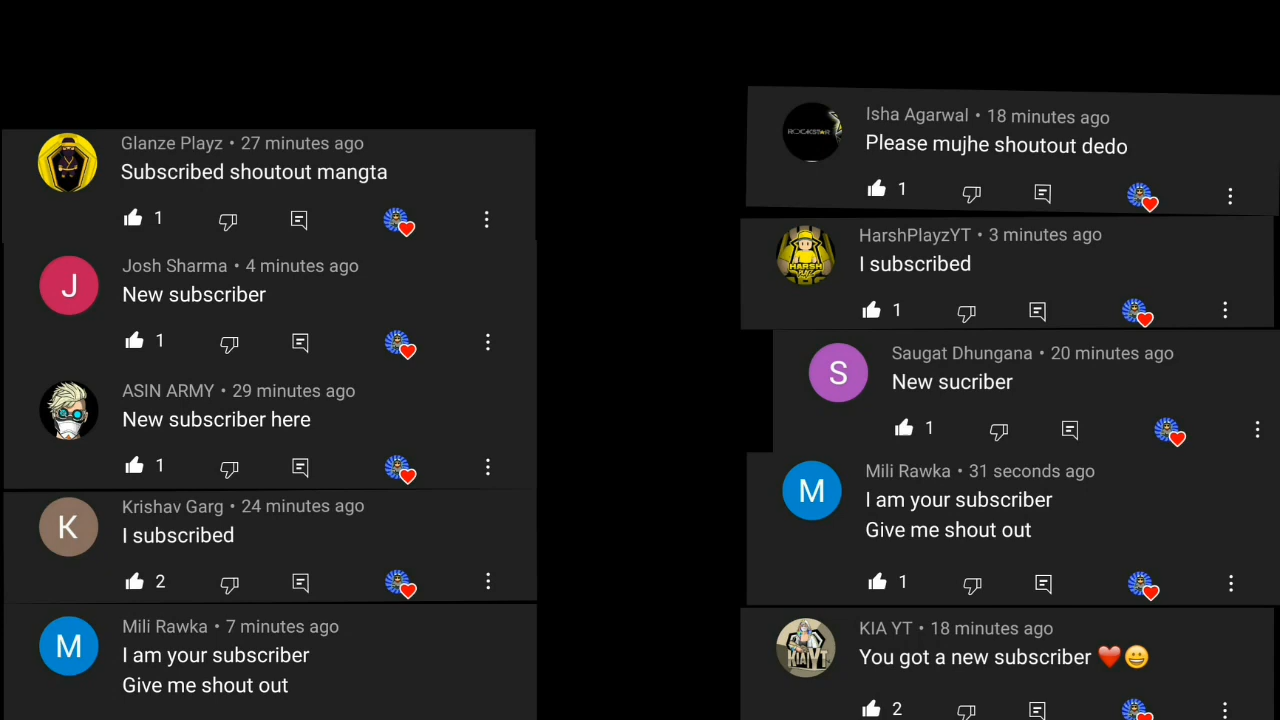 Glanze Playz • 27 minutes ago
Subscribed shoutout mangta
1
J
Josh Sharma • 4 minutes ago
New subscriber
1
ASIN ARMY • 29 minutes ago
New subscriber here
1
K
Krishav Garg • 24 minutes ago
I subscribed
2
M
Mili Rawka • 7 minutes ago
I am your subscriber
Give me shout out
ROCKSTAR
Isha Agarwal • 18 minutes ago
Please mujhe shoutout dedo
1
HARSH
PLAYZ
HarshPlayzYT • 3 minutes ago
I subscribed
1
S
Saugat Dhungana • 20 minutes ago
New sucriber
1
M
Mili Rawka • 31 seconds ago
I am your subscriber
Give me shout out
1
KIAYT
KIA YT • 18 minutes ago
You got a new subscriber ❤️😀
2